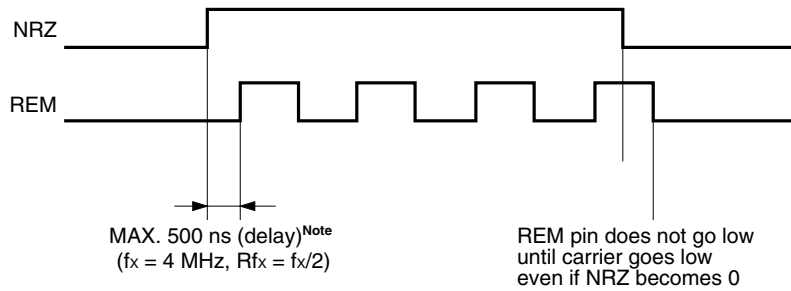 NRZ
REM
MAX. 500 ns (delay)Note
(fx = 4 MHz, Rfx = fx/2)
REM pin does not go low
until carrier goes low
even if NRZ becomes 0